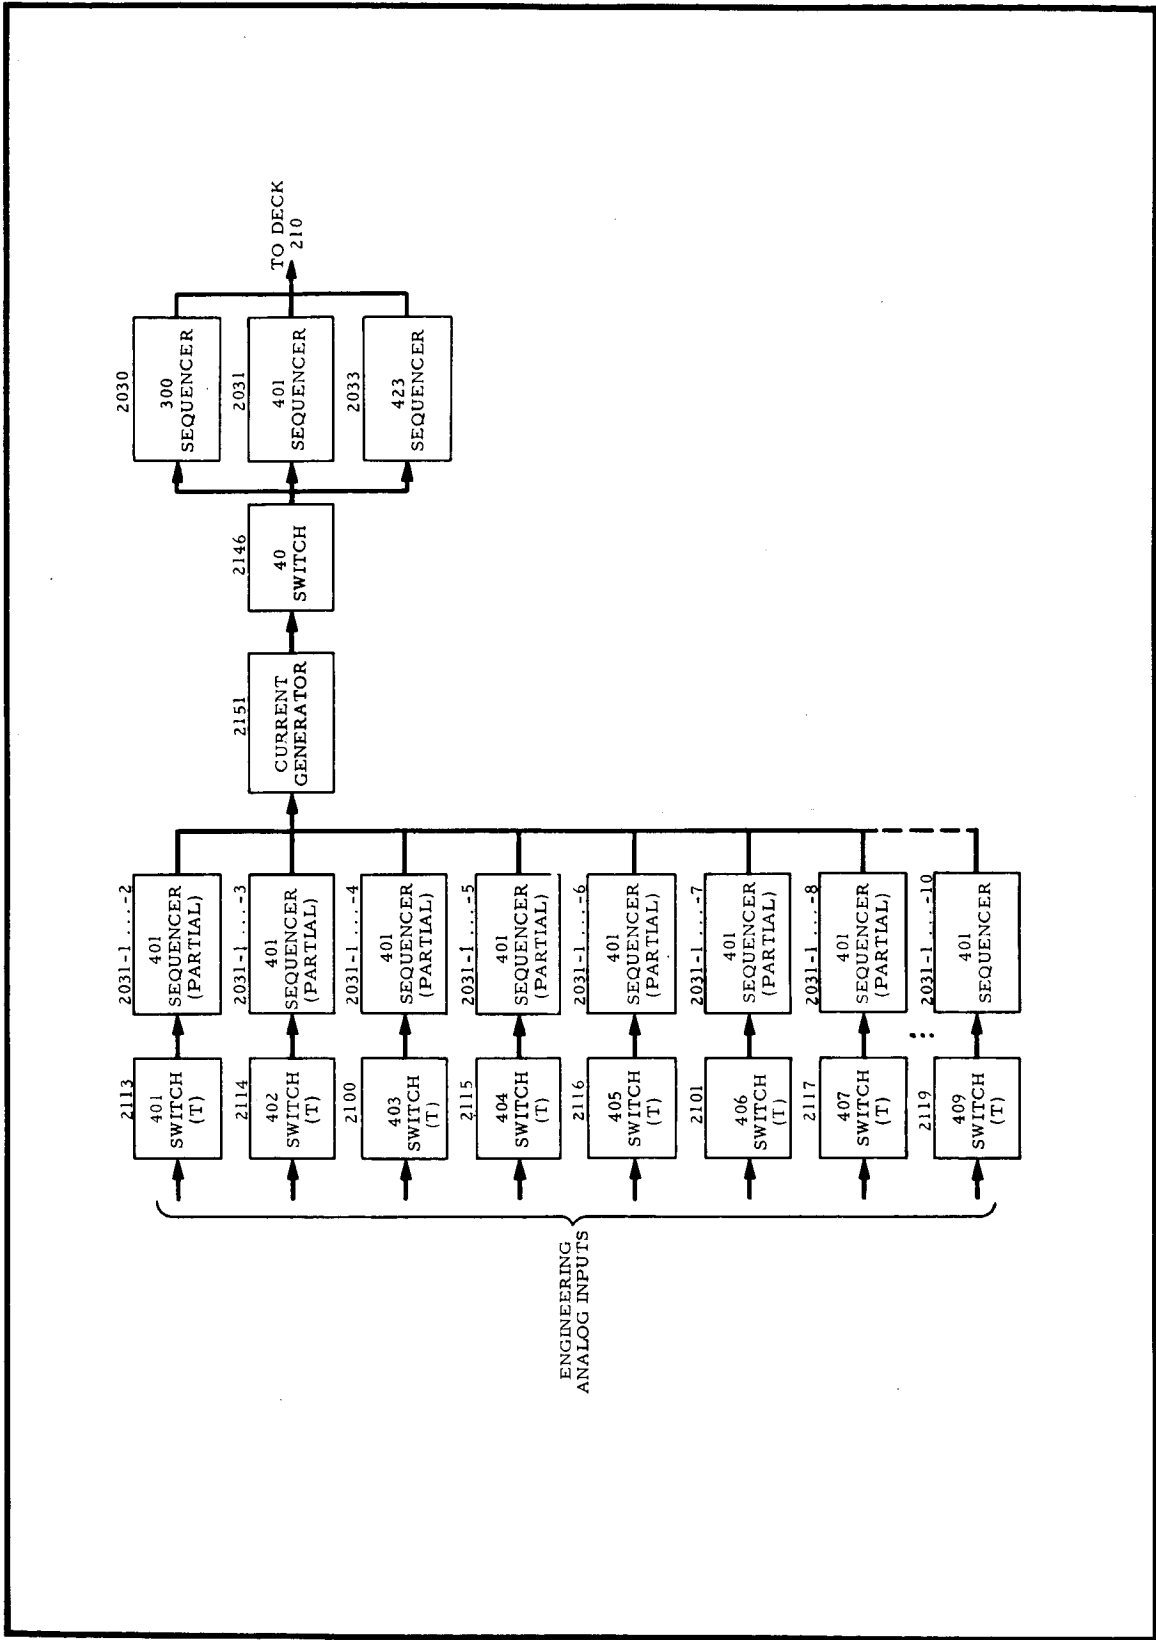 ENGINEERING
ANALOG INPUTS
2113
401
SWITCH
(T)
2031-1 ...-2
401
SEQUENCER
(PARTIAL)
2114
402
SWITCH
(T)
2031-1 ...-3
401
SEQUENCER
(PARTIAL)
2100
403
SWITCH
(T)
2031-1 ...-4
401
SEQUENCER
(PARTIAL)
2115
404
SWITCH
(T)
2031-1 ...-5
401
SEQUENCER
(PARTIAL)
2116
405
SWITCH
(T)
2031-1 ...-6
401
SEQUENCER
(PARTIAL)
2101
406
SWITCH
(T)
2031-1 ...-7
401
SEQUENCER
(PARTIAL)
2117
407
SWITCH
(T)
2031-1 ...-8
401
SEQUENCER
(PARTIAL)
2119
409
SWITCH
(T)
2031-1 ...-10
401
SEQUENCER
2151
CURRENT
GENERATOR
2146
40
SWITCH
2030
300
SEQUENCER
2031
401
SEQUENCER
2033
423
SEQUENCER
TO DECK
210